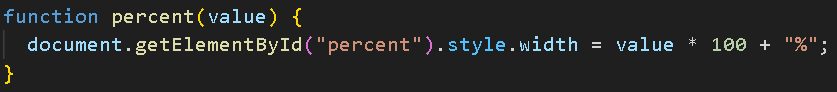 function percent(value) {
  document.getElementById("percent").style.width = value * 100 + "%";
}